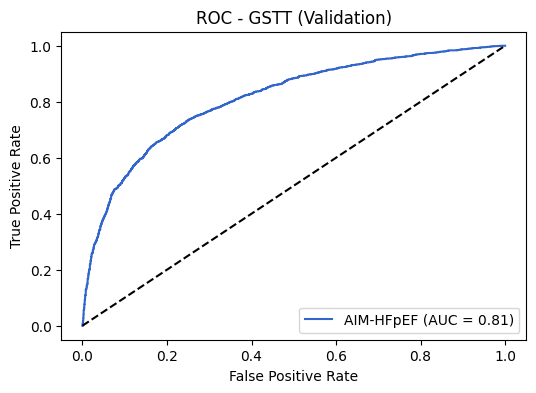 ROC - GSTT (Validation)
True Positive Rate
1.0
0.8
0.6
0.4
0.2
0.0
AIM-HFpEF (AUC = 0.81)
0.0 0.2 0.4 0.6 0.8 1.0
False Positive Rate